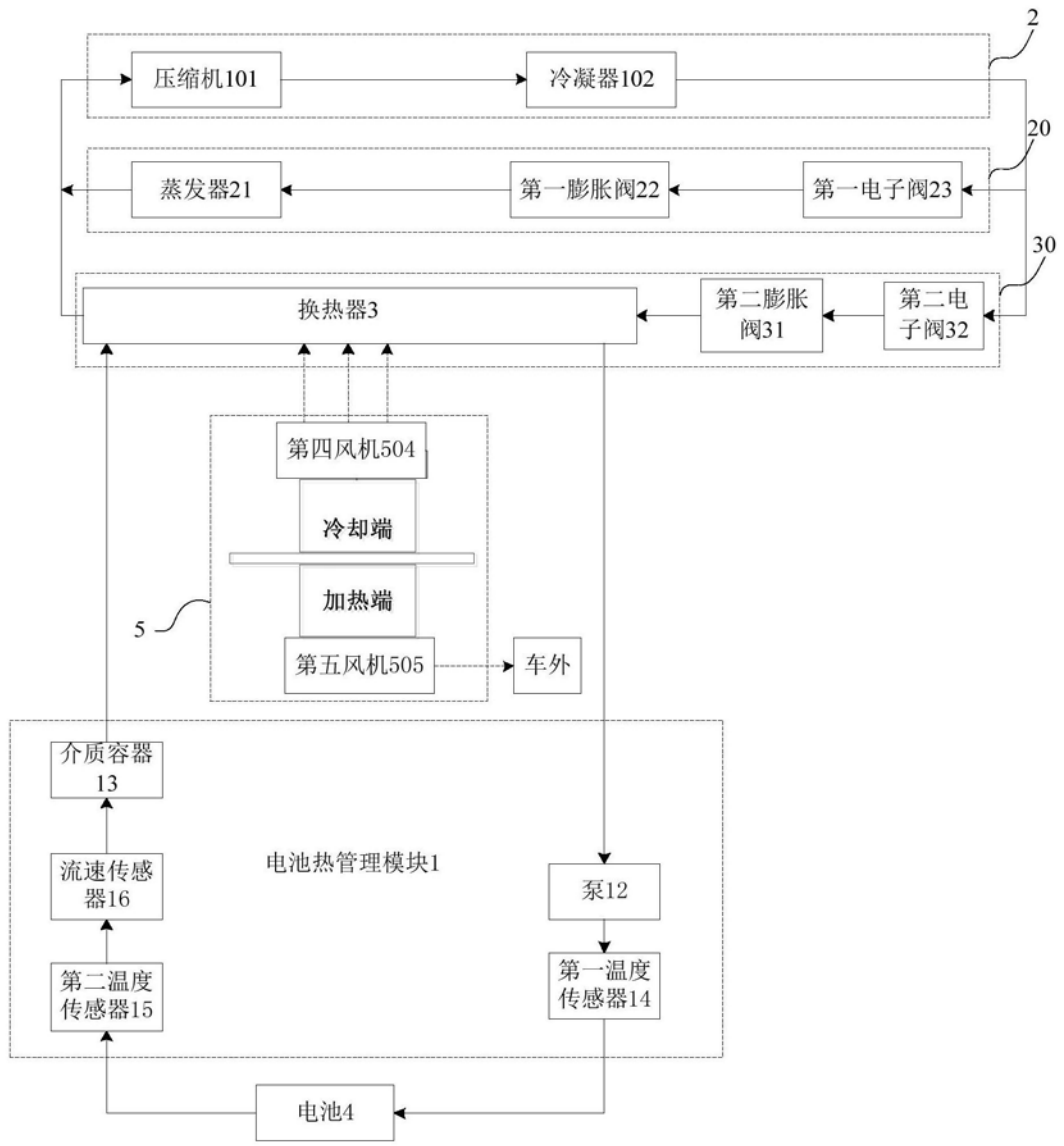 2
压缩机101
冷凝器102
20
蒸发器21
第一膨胀阀22
第一电子阀23
30
换热器3
第二膨胀
阀31
第二电
子阀32
第四风机504
冷却端
加热端
5
第五风机505
车外
介质容器
13
电池热管理模块1
流速传感
器16
泵12
第二温度
传感器15
第一温度
传感器14
电池4